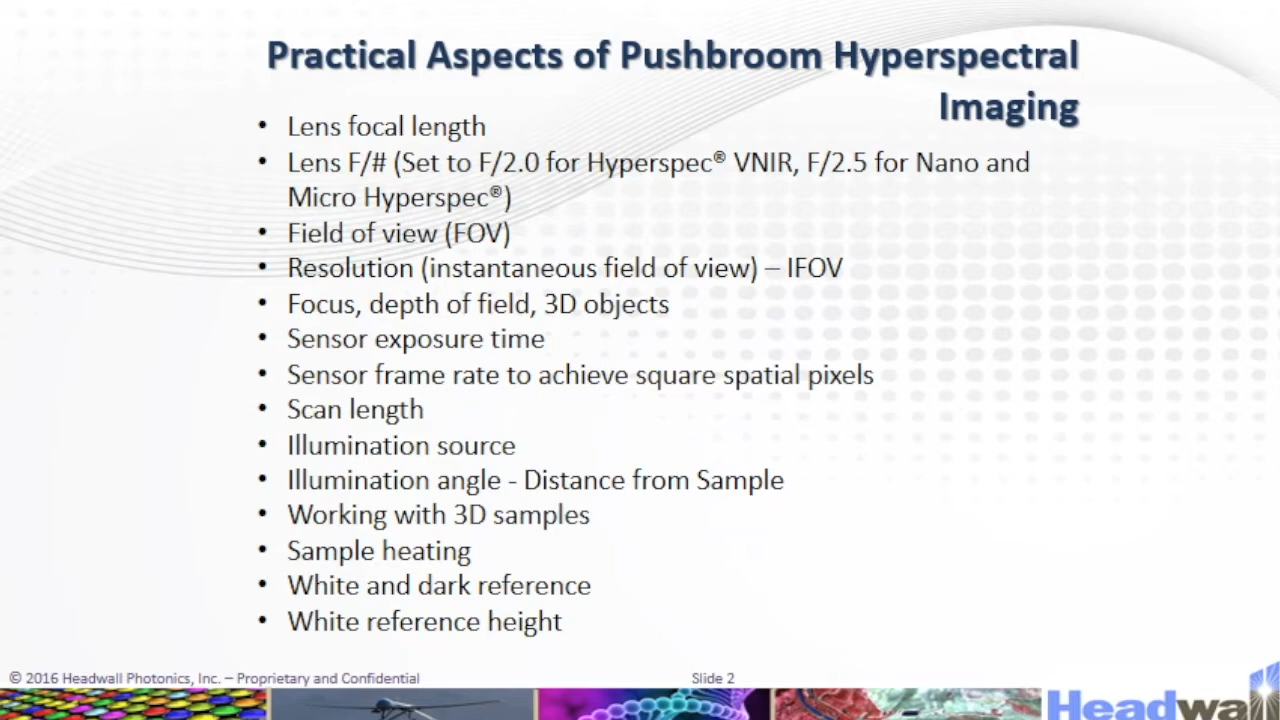 Practical Aspects of Pushbroom Hyperspectral
Imaging
• Lens focal length
• Lens F/# (Set to F/2.0 for Hyperspec® VNIR, F/2.5 for Nano and
Micro Hyperspec®)
• Field of view (FOV)
• Resolution (instantaneous field of view) – IFOV
• Focus, depth of field, 3D objects
• Sensor exposure time
• Sensor frame rate to achieve square spatial pixels
• Scan length
• Illumination source
• Illumination angle - Distance from Sample
• Working with 3D samples
• Sample heating
• White and dark reference
• White reference height
© 2016 Headwall Photonics, Inc. – Proprietary and Confidential
Slide 2
Headwall